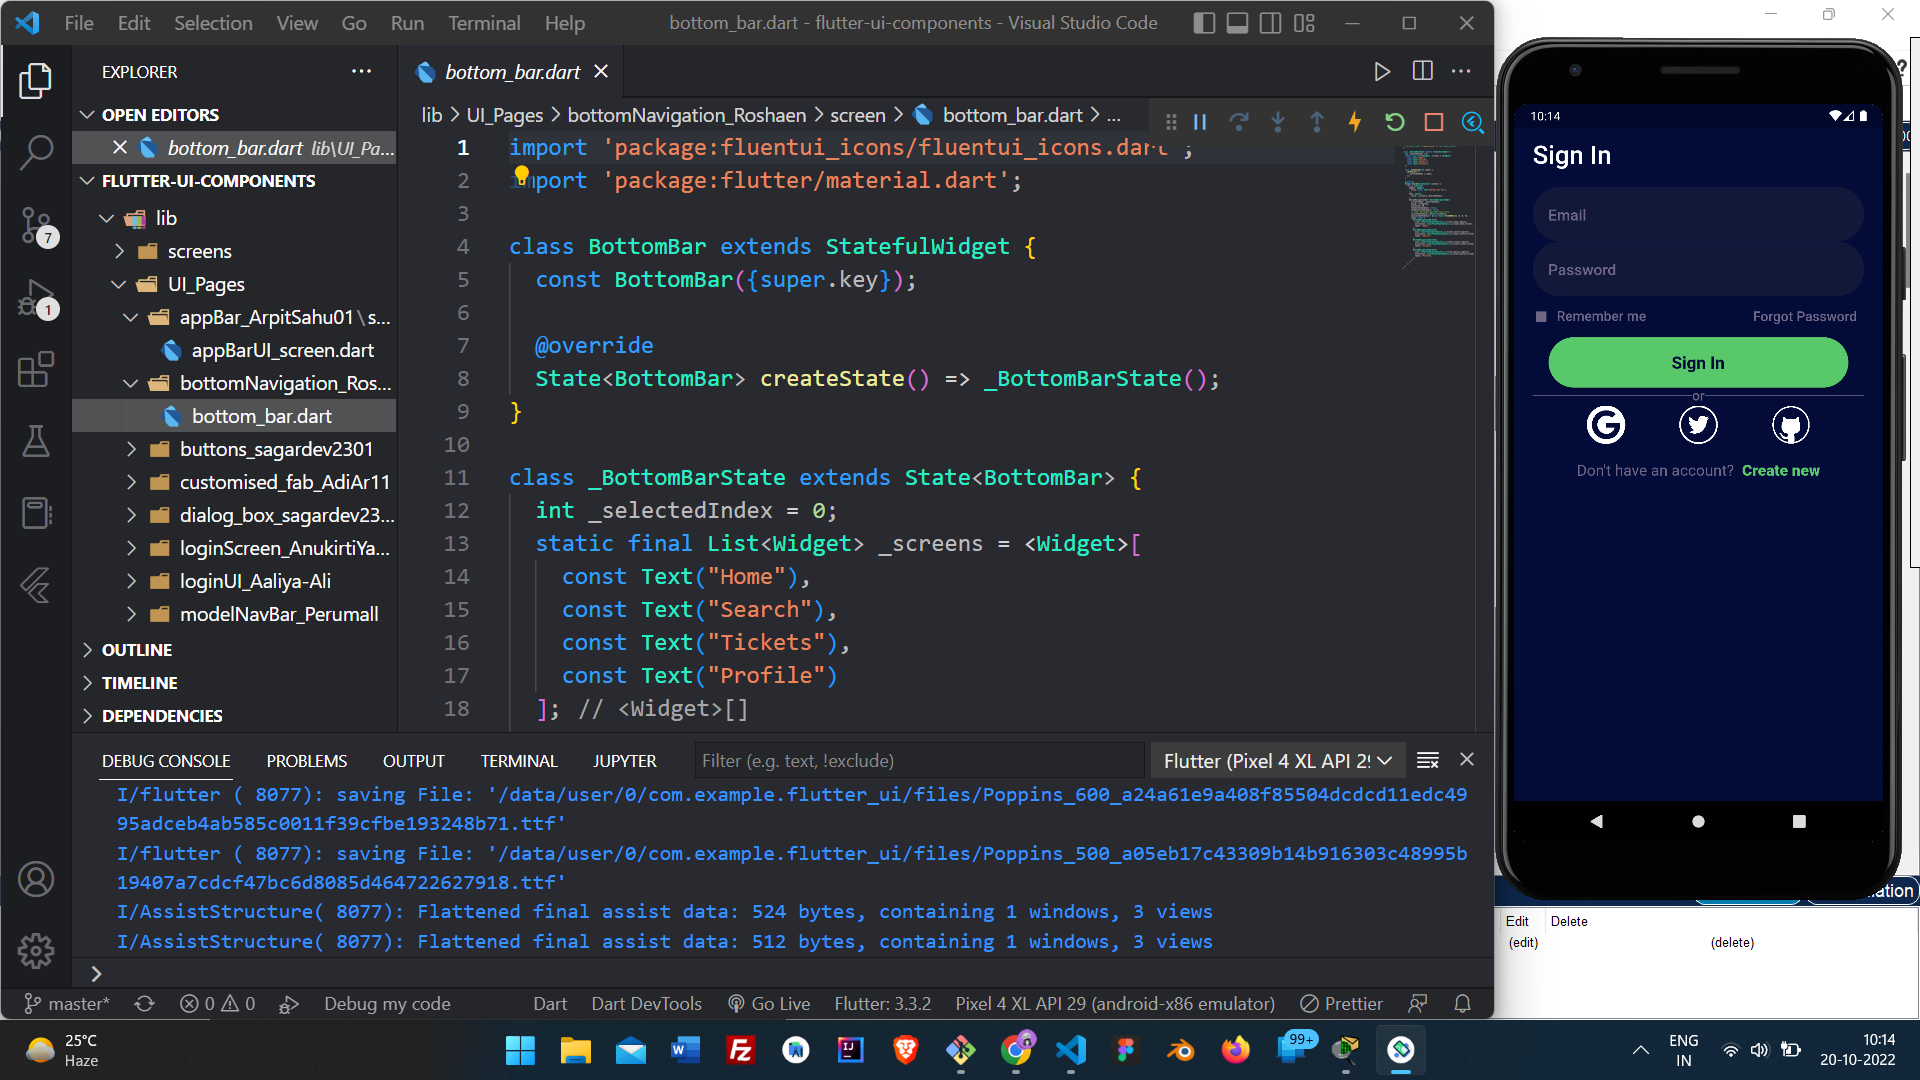 File Edit Selection View Go Run Terminal Help
bottom_bar.dart - flutter-ui-components - Visual Studio Code
EXPLORER
OPEN EDITORS
bottom_bar.dart lib\UI_Pa...
FLUTTER-UI-COMPONENTS
lib
screens
UI_Pages
appBar_ArpitSahu01\s...
appBarUI_screen.dart
bottomNavigation_Ros...
bottom_bar.dart
buttons_sagardev2301
customised_fab_AdiAr11
dialog_box_sagardev23...
loginScreen_AnukirtiYa...
loginUI_Aaliya-Ali
modelNavBar_Perumall
OUTLINE
TIMELINE
DEPENDENCIES
7
1
bottom_bar.dart
lib > UI_Pages > bottomNavigation_Roshaen > screen > bottom_bar.dart > ...
1 import 'package:fluentui_icons/fluentui_icons.dart';
2 import 'package:flutter/material.dart';
3
4 class BottomBar extends StatefulWidget {
5 const BottomBar({super.key});
6
7 @override
8 State<BottomBar> createState() => _BottomBarState();
9 }
10
11 class _BottomBarState extends State<BottomBar> {
12 int _selectedIndex = 0;
13 static final List<Widget> _screens = <Widget>[
14 const Text("Home"),
15 const Text("Search"),
16 const Text("Tickets"),
17 const Text("Profile")
18 ]; // <Widget>[]
DEBUG CONSOLE PROBLEMS OUTPUT TERMINAL JUPYTER
Filter (e.g. text, !exclude)
Flutter (Pixel 4 XL API 29
I/flutter ( 8077): saving File: '/data/user/0/com.example.flutter_ui/files/Poppins_600_a24a61e9a408f85504dcdcd11edc49
95adceb4ab585c0011f39cfbe193248b71.ttf'
I/flutter ( 8077): saving File: '/data/user/0/com.example.flutter_ui/files/Poppins_500_a05eb17c43309b14b916303c48995b
19407a7cdcf47bc6d8085d464722627918.ttf'
I/AssistStructure( 8077): Flattened final assist data: 524 bytes, containing 1 windows, 3 views
I/AssistStructure( 8077): Flattened final assist data: 512 bytes, containing 1 windows, 3 views
master* 0 0 Debug my code Dart Dart DevTools Go Live Flutter: 3.3.2 Pixel 4 XL API 29 (android-x86 emulator) Prettier
10:14
Sign In
Email
Password
Remember me Forgot Password
Sign In
or
Don't have an account? Create new
ation
Edit Delete
(edit) (delete)
25°C
Haze
99+
ENG
IN
10:14
20-10-2022